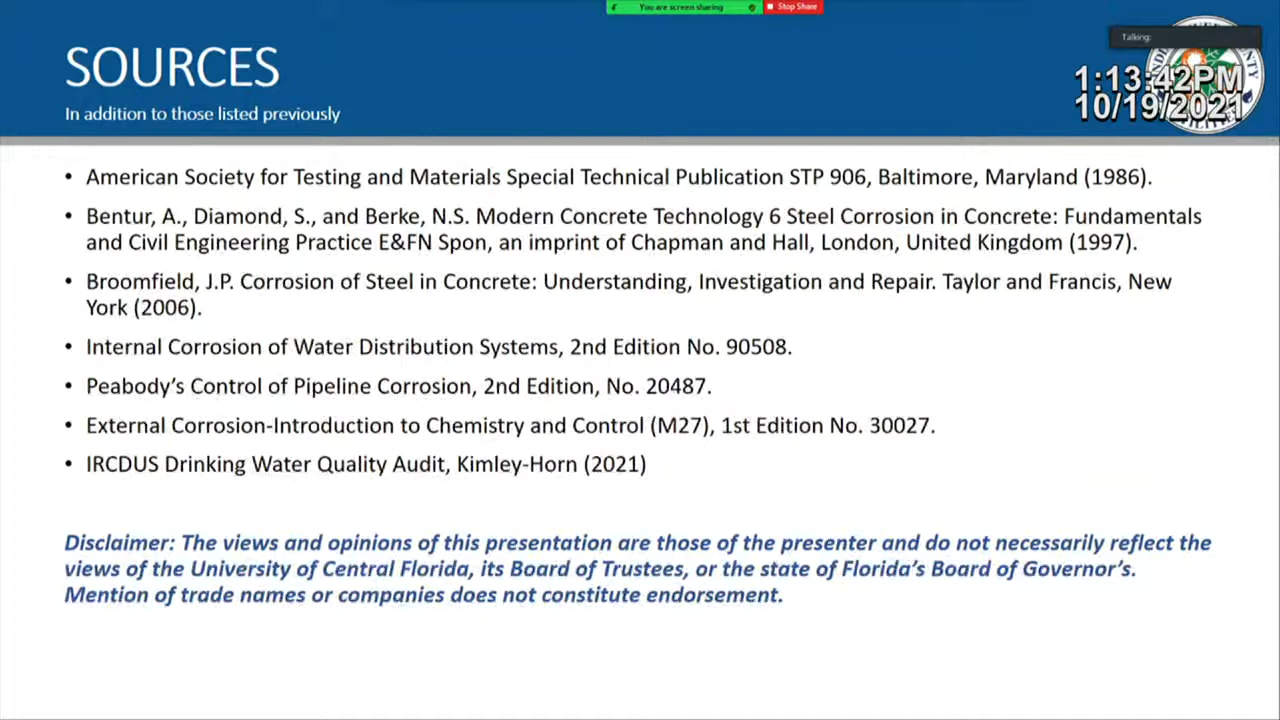 You are screen sharing
Stop Share
Talking:
SOURCES
In addition to those listed previously
1:13:42PM
10/19/2021
• American Society for Testing and Materials Special Technical Publication STP 906, Baltimore, Maryland (1986).
• Bentur, A., Diamond, S., and Berke, N.S. Modern Concrete Technology 6 Steel Corrosion in Concrete: Fundamentals
and Civil Engineering Practice E&FN Spon, an imprint of Chapman and Hall, London, United Kingdom (1997).
• Broomfield, J.P. Corrosion of Steel in Concrete: Understanding, Investigation and Repair. Taylor and Francis, New
York (2006).
• Internal Corrosion of Water Distribution Systems, 2nd Edition No. 90508.
• Peabody’s Control of Pipeline Corrosion, 2nd Edition, No. 20487.
• External Corrosion-Introduction to Chemistry and Control (M27), 1st Edition No. 30027.
• IRCDUS Drinking Water Quality Audit, Kimley-Horn (2021)
Disclaimer: The views and opinions of this presentation are those of the presenter and do not necessarily reflect the
views of the University of Central Florida, its Board of Trustees, or the state of Florida’s Board of Governor’s.
Mention of trade names or companies does not constitute endorsement.